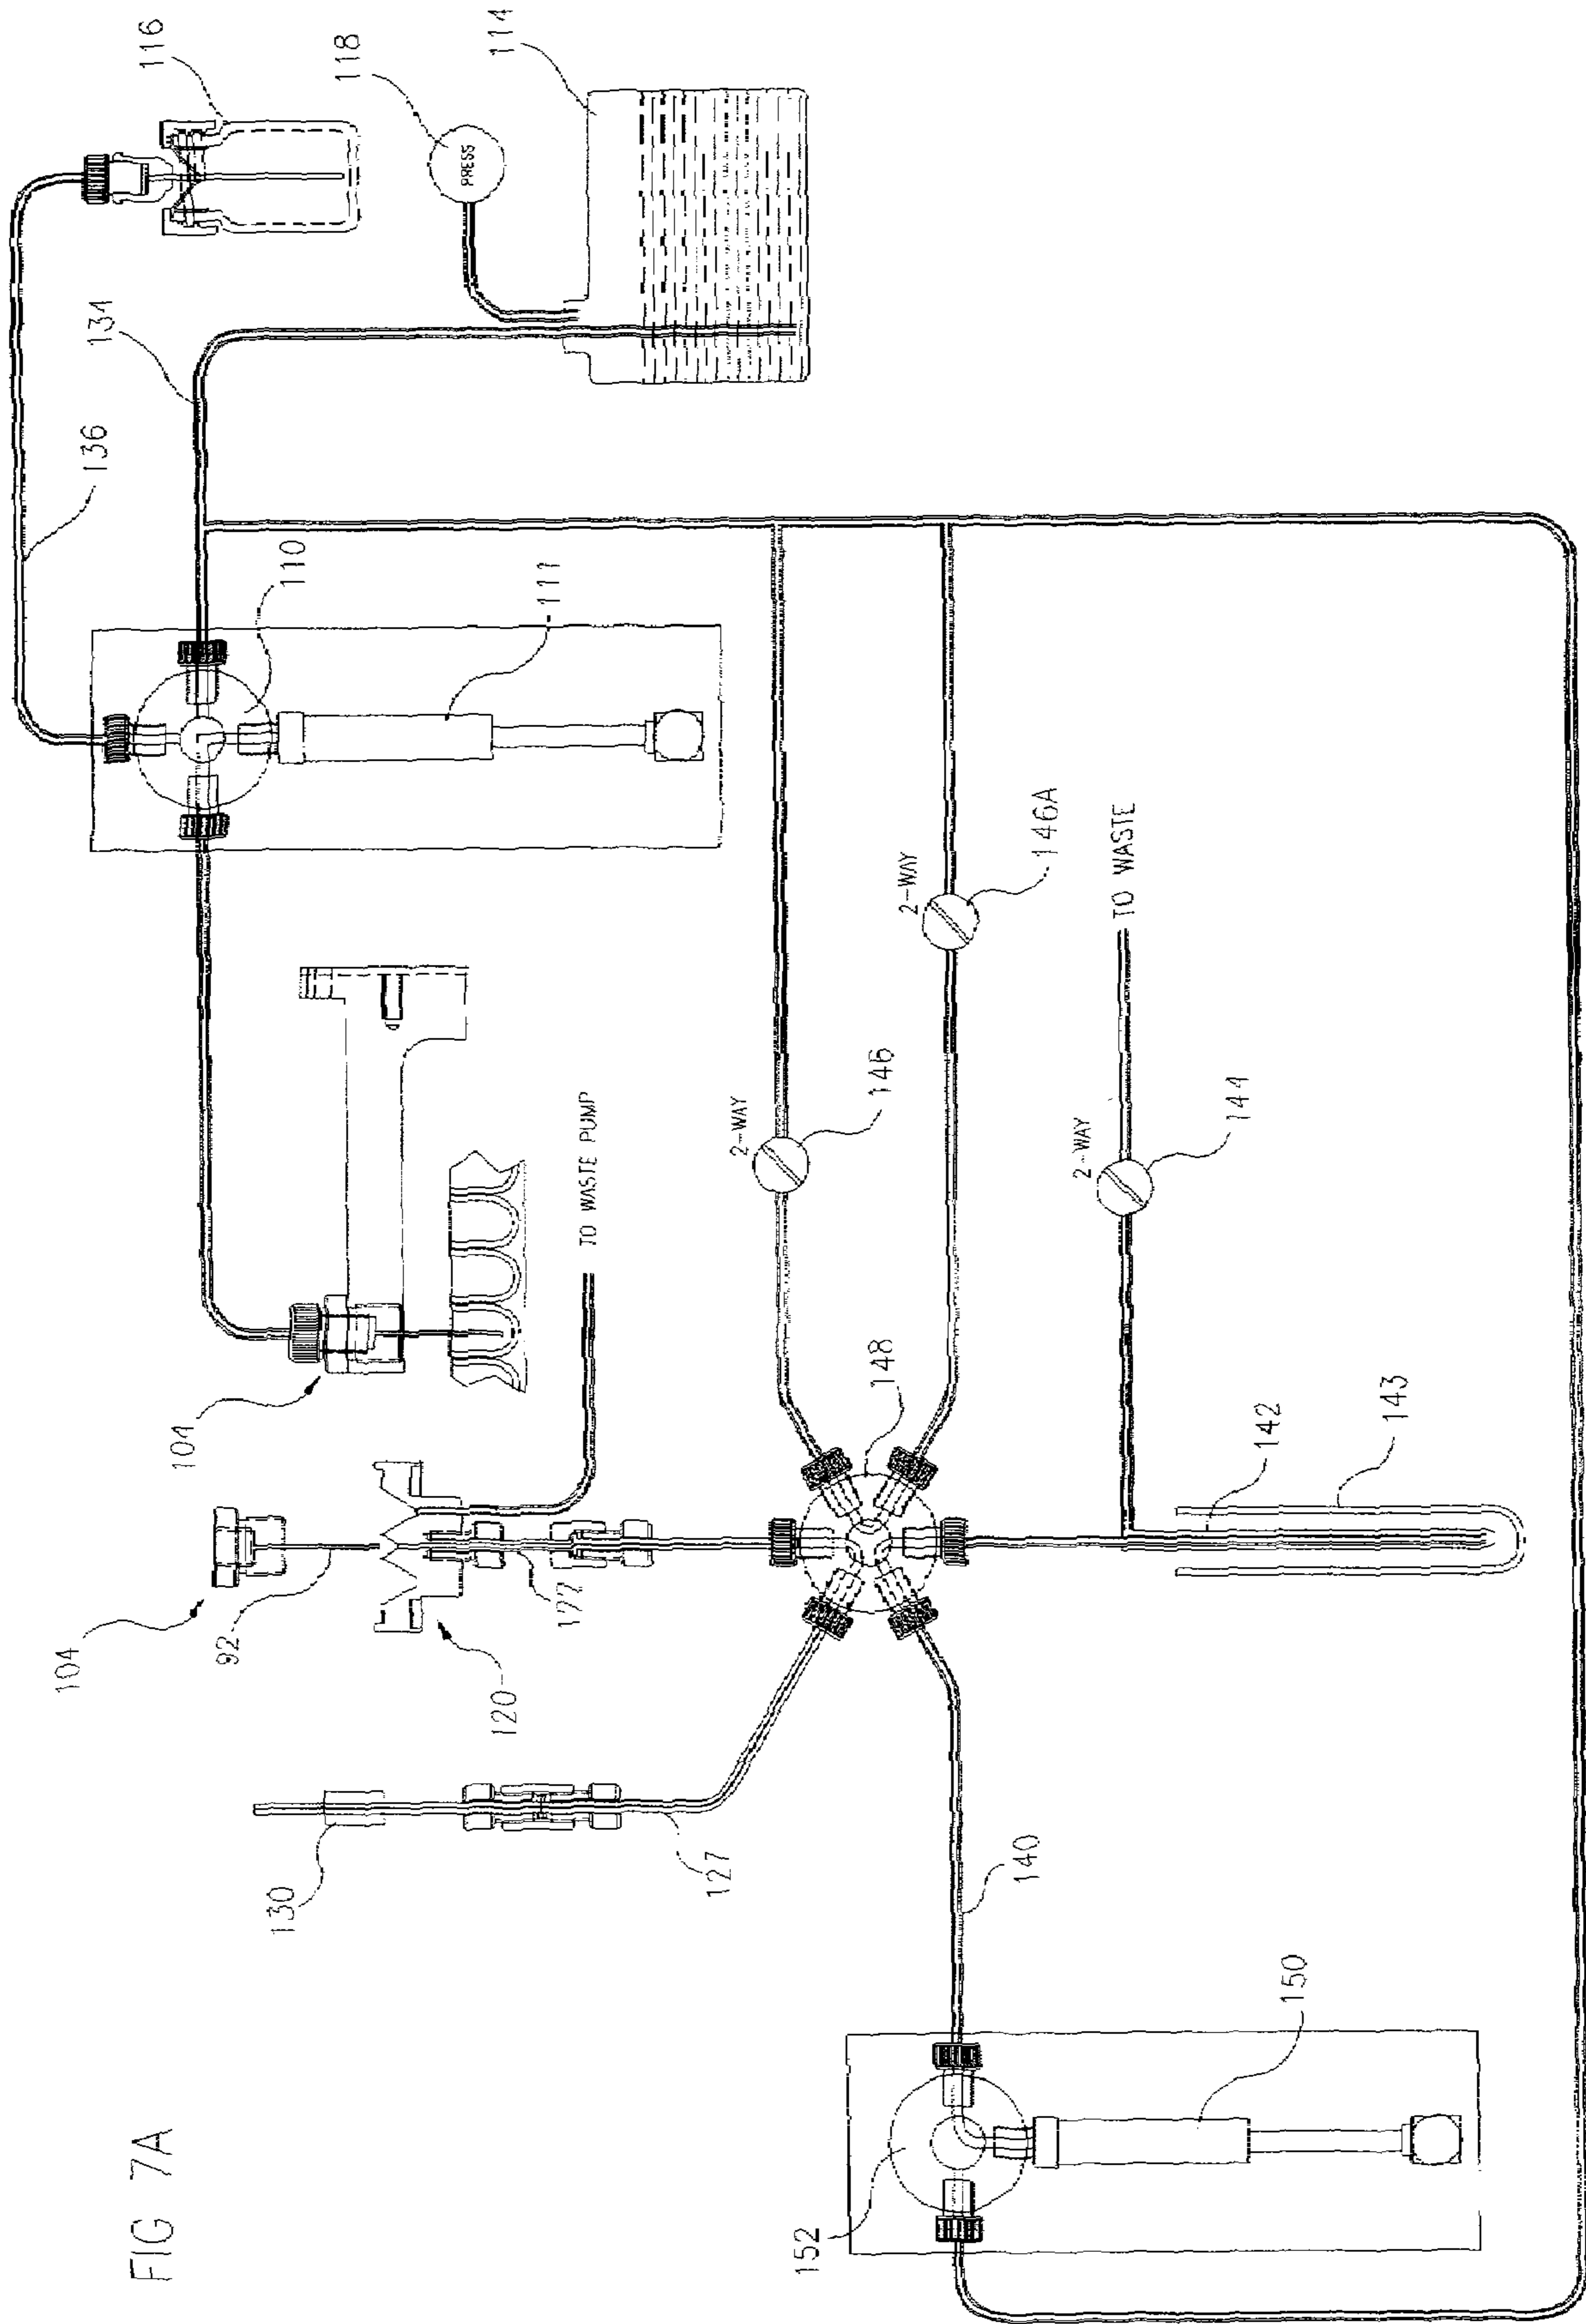 FIG 7A
104
136
134
116
104
92
130
110
118
PRESS
120
114
111
122
TO WASTE PUMP
127
2-WAY
152
148
146
2-WAY
140
146A
2-WAY
TO WASTE
144
142
150
143